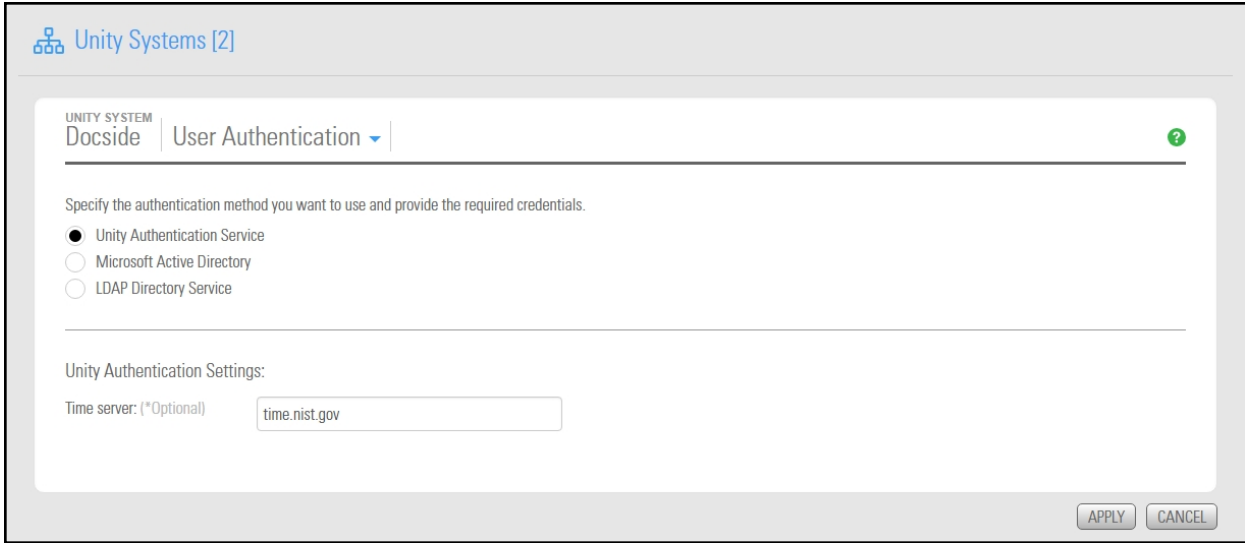 Unity Systems [2]
UNITY SYSTEM
Docside User Authentication
?
Specify the authentication method you want to use and provide the required credentials.
Unity Authentication Service
Microsoft Active Directory
LDAP Directory Service
Unity Authentication Settings:
Time server: (*Optional) time.nist.gov
APPLY CANCEL